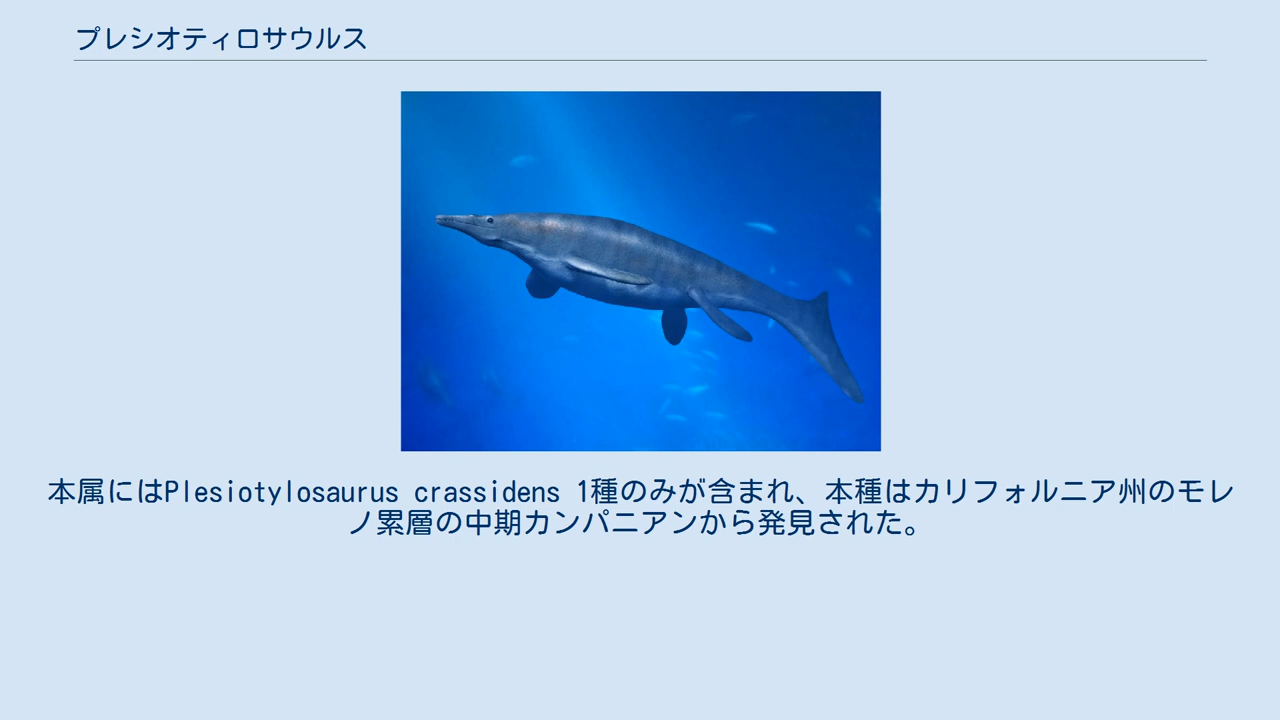 プレシオティロサウルス
本属にはPlesiotylosaurus crassidens 1種のみが含まれ、本種はカリフォルニア州のモレ
ノ累層の中期カンパニアンから発見された。